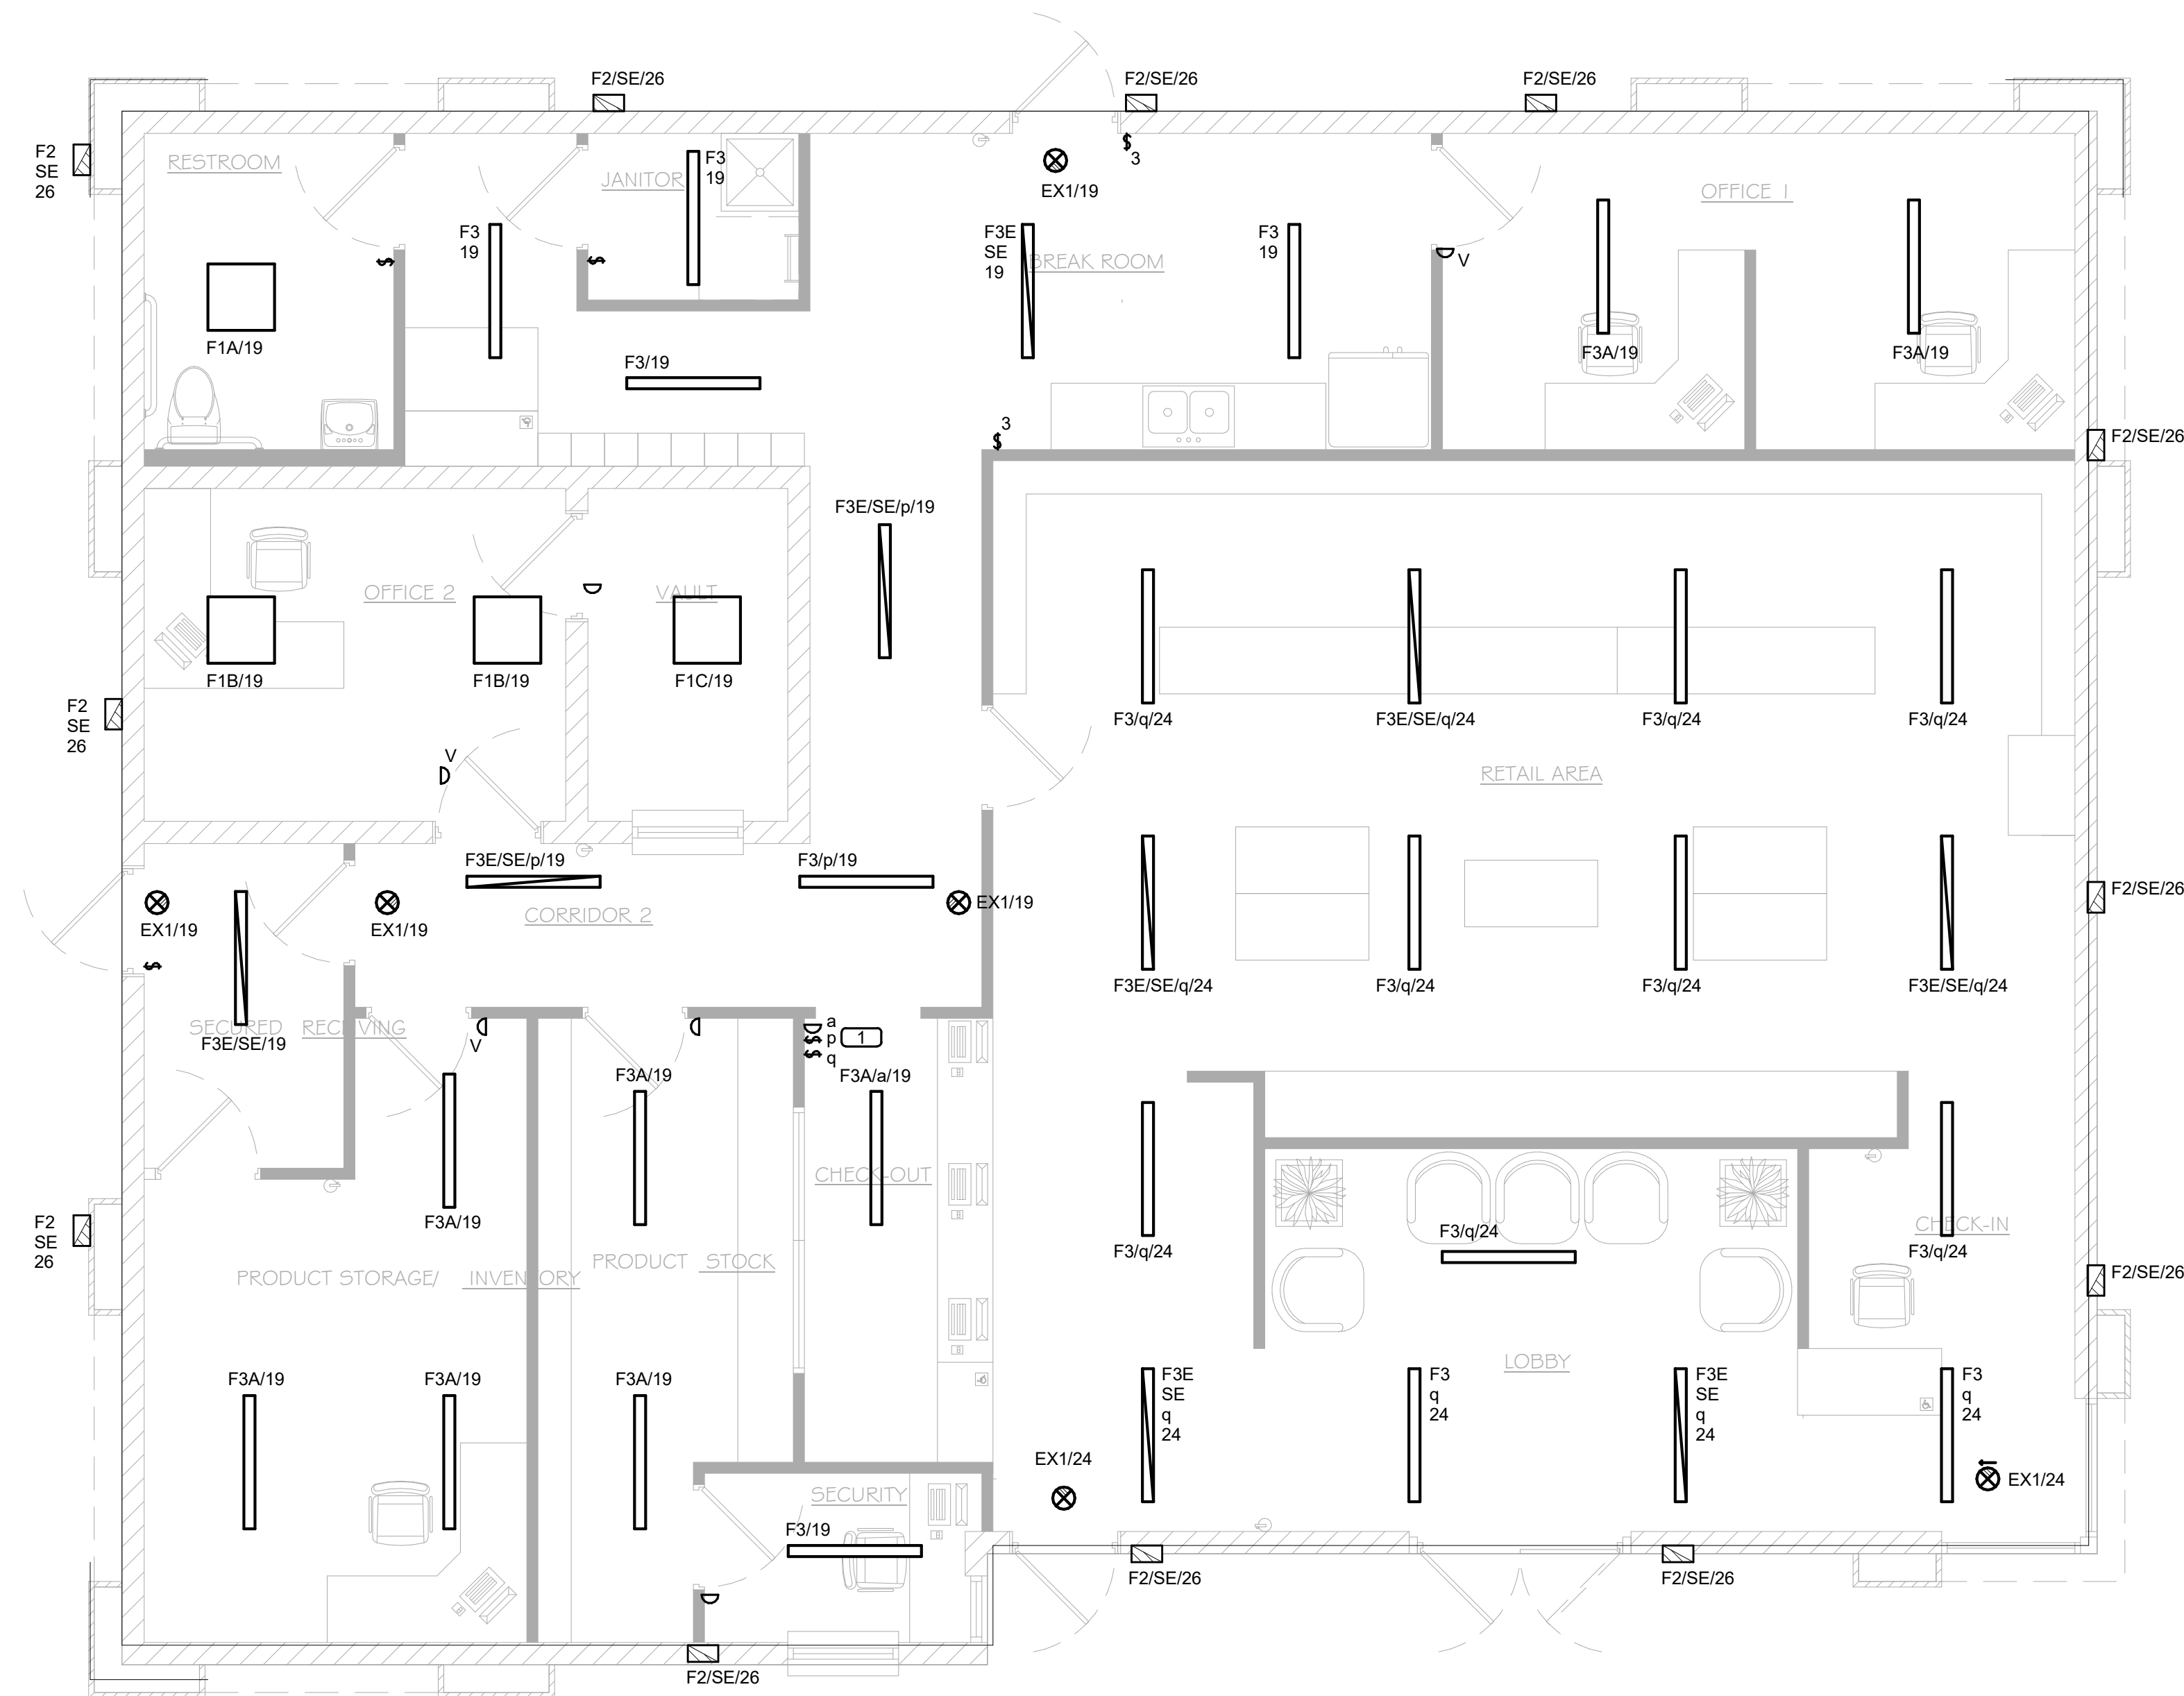 F2/SE/26
F2/SE/26
F2/SE/26
F2
SE
26
RESTROOM
JANITOR
F3
19
3
EX1/19
OFFICE 1
F3
19
F3E
SE
19
BREAK ROOM
F3
19
V
F1A/19
F3/19
F3A/19
F3A/19
3
F2/SE/26
F3E/SE/p/19
OFFICE 2
VAULT
F1B/19
F1B/19
F1C/19
F2
SE
26
F3/q/24
F3E/SE/q/24
F3/q/24
F3/q/24
V
RETAIL AREA
F3E/SE/p/19
F3/p/19
F2/SE/26
EX1/19
EX1/19
EX1/19
CORRIDOR 2
F3E/SE/q/24
F3/q/24
F3/q/24
F3E/SE/q/24
SECURED RECEIVING
F3E/SE/19
V
a
p
q
1
F3A/19
F3A/a/19
CHECK-OUT
F3A/19
F2
SE
26
CHECK-IN
F3/q/24
F3/q/24
F3/q/24
PRODUCT STOCK
PRODUCT STORAGE/ INVENTORY
F2/SE/26
LOBBY
F3A/19
F3A/19
F3A/19
F3E
SE
q
24
F3
q
24
F3E
SE
q
24
F3
q
24
EX1/24
EX1/24
SECURITY
F3/19
F2/SE/26
F2/SE/26
F2/SE/26